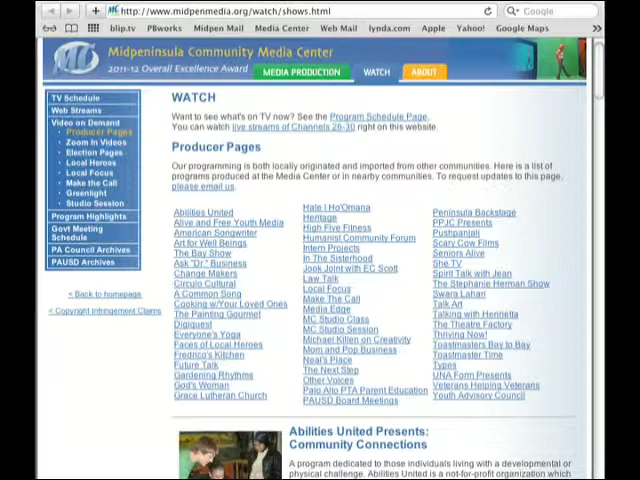 http://www.midpenmedia.org/watch/shows.html
Google
blip.tv PBworks Midpen Mail Midpen Web Mail lynda.com Apple Yahoo! Google Maps
MC
Midpeninsula Community Media Center
2011-12 Overall Excellence Award
MEDIA PRODUCTION
WATCH
ABOUT
TV Schedule
Web Streams
Video on Demand
· Producer Pages
· Zoom In Videos
· Election Pages
· Local Heroes
· Local Focus
· Make the Call
· Greenlight
· Studio Session
Program Highlights
Govt Meeting
Schedule
PA Council Archives
PAUSD Archives
< Back to homepage
< Copyright Infringement Claims
WATCH
Want to see what's on TV now? See the Program Schedule Page.
You can watch live streams of Channels 26-30 right on this website.
Producer Pages
Our programming is both locally originated and imported from other communities. Here is a list of
programs produced at the Media Center or in nearby communities. To request updates to this page,
please email us.
Abilities United
Alive and Free Youth Media
American Songwriter
Art for Well Beings
The Bay Show
Ask "Dr." Business
Change Makers
Circulo Cultural
A Common Song
Cooking w/Your Loved Ones
The Painting Gourmet
Digiquest
Everyone's Yoga
Faces of Local Heroes
Fredrico's Kitchen
Future Talk
Gardening Rhythms
God's Woman
Grace Lutheran Church
Hate I Ho'Omana
Heritage
High Five Fitness
Humanist Community Forum
Intern Projects
In The Sisterhood
Jook Joint with EC Scott
Law Talk
Local Focus
Make The Call
Media Edge
MC Studio Class
MC Studio Session
Michael Killen on Creativity
Mom and Pop Business
Neal's Place
The Next Step
Other Voices
Palo Alto PTA Parent Education
PAUSD Board Meetings
Peninsula Backstage
PPJC Presents
Pushpanjali
Scary Cow Films
Seniors Alive
She TV
Spirit Talk with Jean
The Stephanie Herman Show
Swara Lahari
Talk Art
Talking with Henrietta
The Theatre Factory
Thriving Now!
Toastmasters Bay to Bay
Toastmaster Time
Types
UNA Forum Presents
Veterans Helping Veterans
Youth Advisory Council
Abilities United Presents:
Community Connections
A program dedicated to those individuals living with a developmental or
physical challenge. Abilities United is a not-for-profit organization which